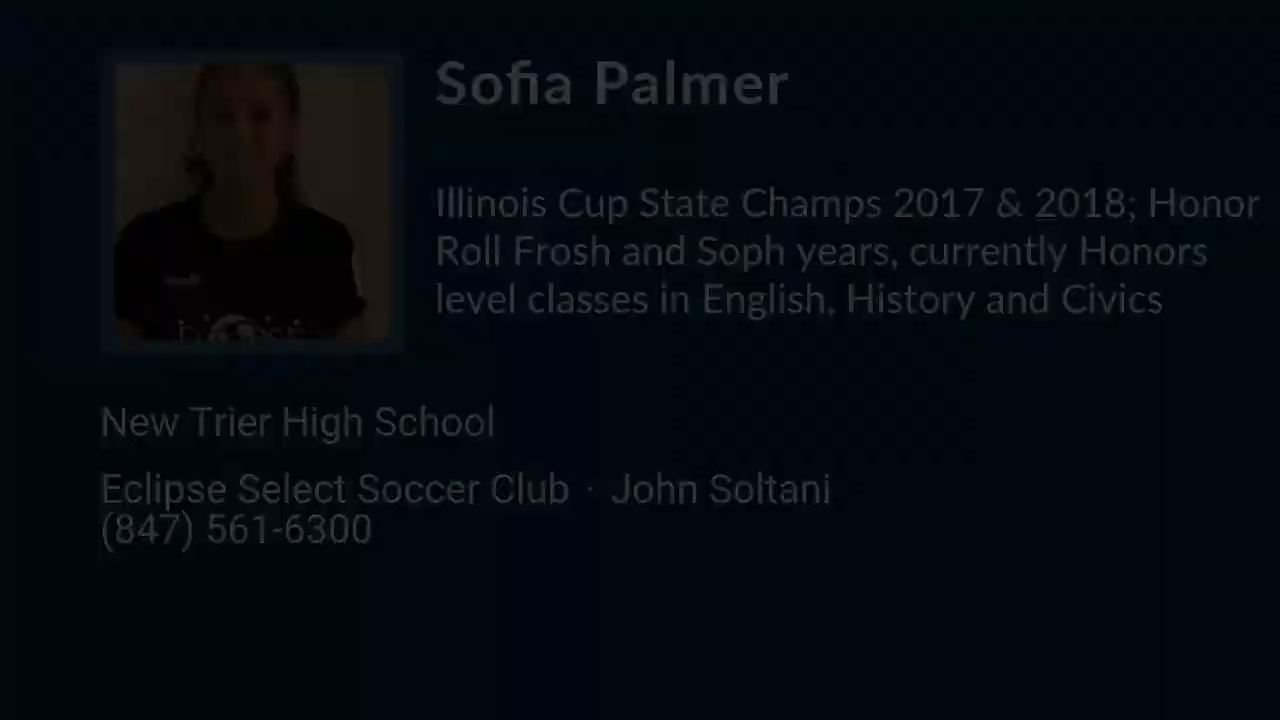 Sofia Palmer
Illinois Cup State Champs 2017 & 2018; Honor
Roll Frosh and Soph years, currently Honors
level classes in English, History and Civics
New Trier High School
Eclipse Select Soccer Club · John Soltani
(847) 561-6300